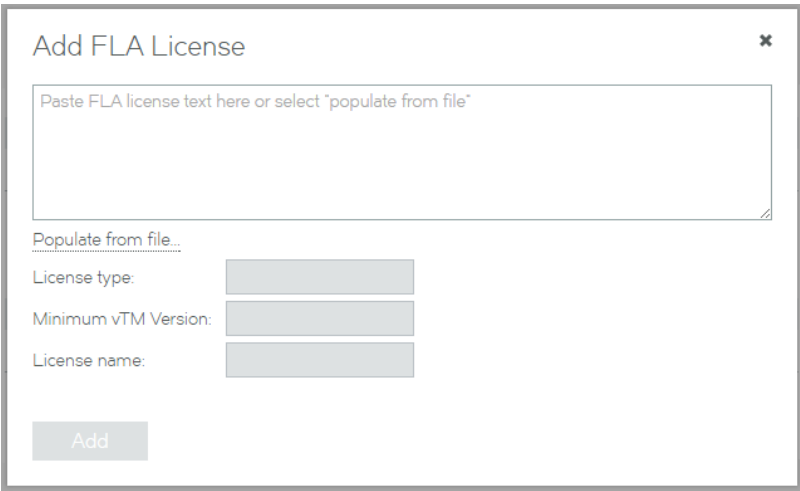 Add FLA License
Paste FLA license text here or select "populate from file"
Populate from file...
License type:
Minimum vTM Version:
License name:
Add